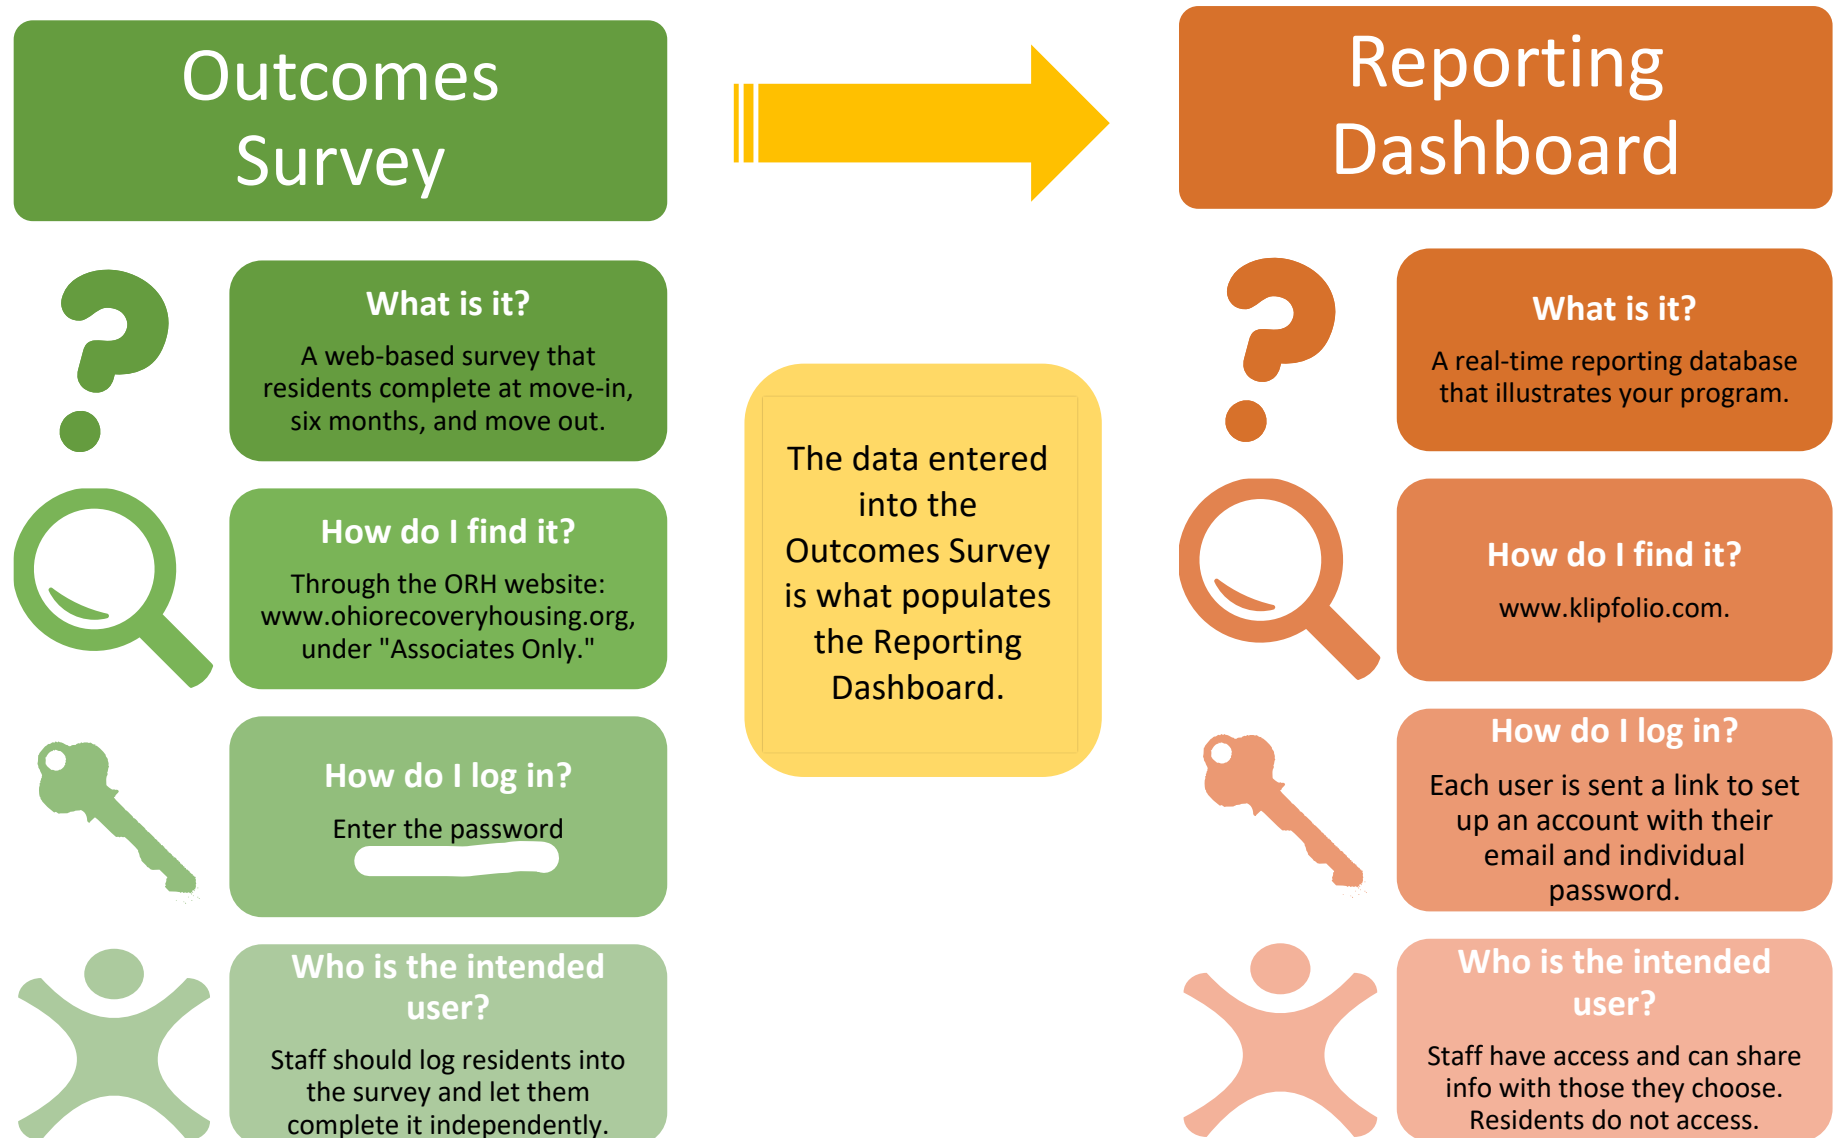 Outcomes
Survey
What is it?
A web-based survey that
residents complete at move-in,
six months, and move out.
How do I find it?
Through the ORH website:
www.ohiorecoveryhousing.org,
under "Associates Only."
How do I log in?
Enter the password
Who is the intended
user?
Staff should log residents into
the survey and let them
complete it independently.
The data entered
into the
Outcomes Survey
is what populates
the Reporting
Dashboard.
Reporting
Dashboard
What is it?
A real-time reporting database
that illustrates your program.
How do I find it?
www.klipfolio.com.
How do I log in?
Each user is sent a link to set
up an account with their
email and individual
password.
Who is the intended
user?
Staff have access and can share
info with those they choose.
Residents do not access.